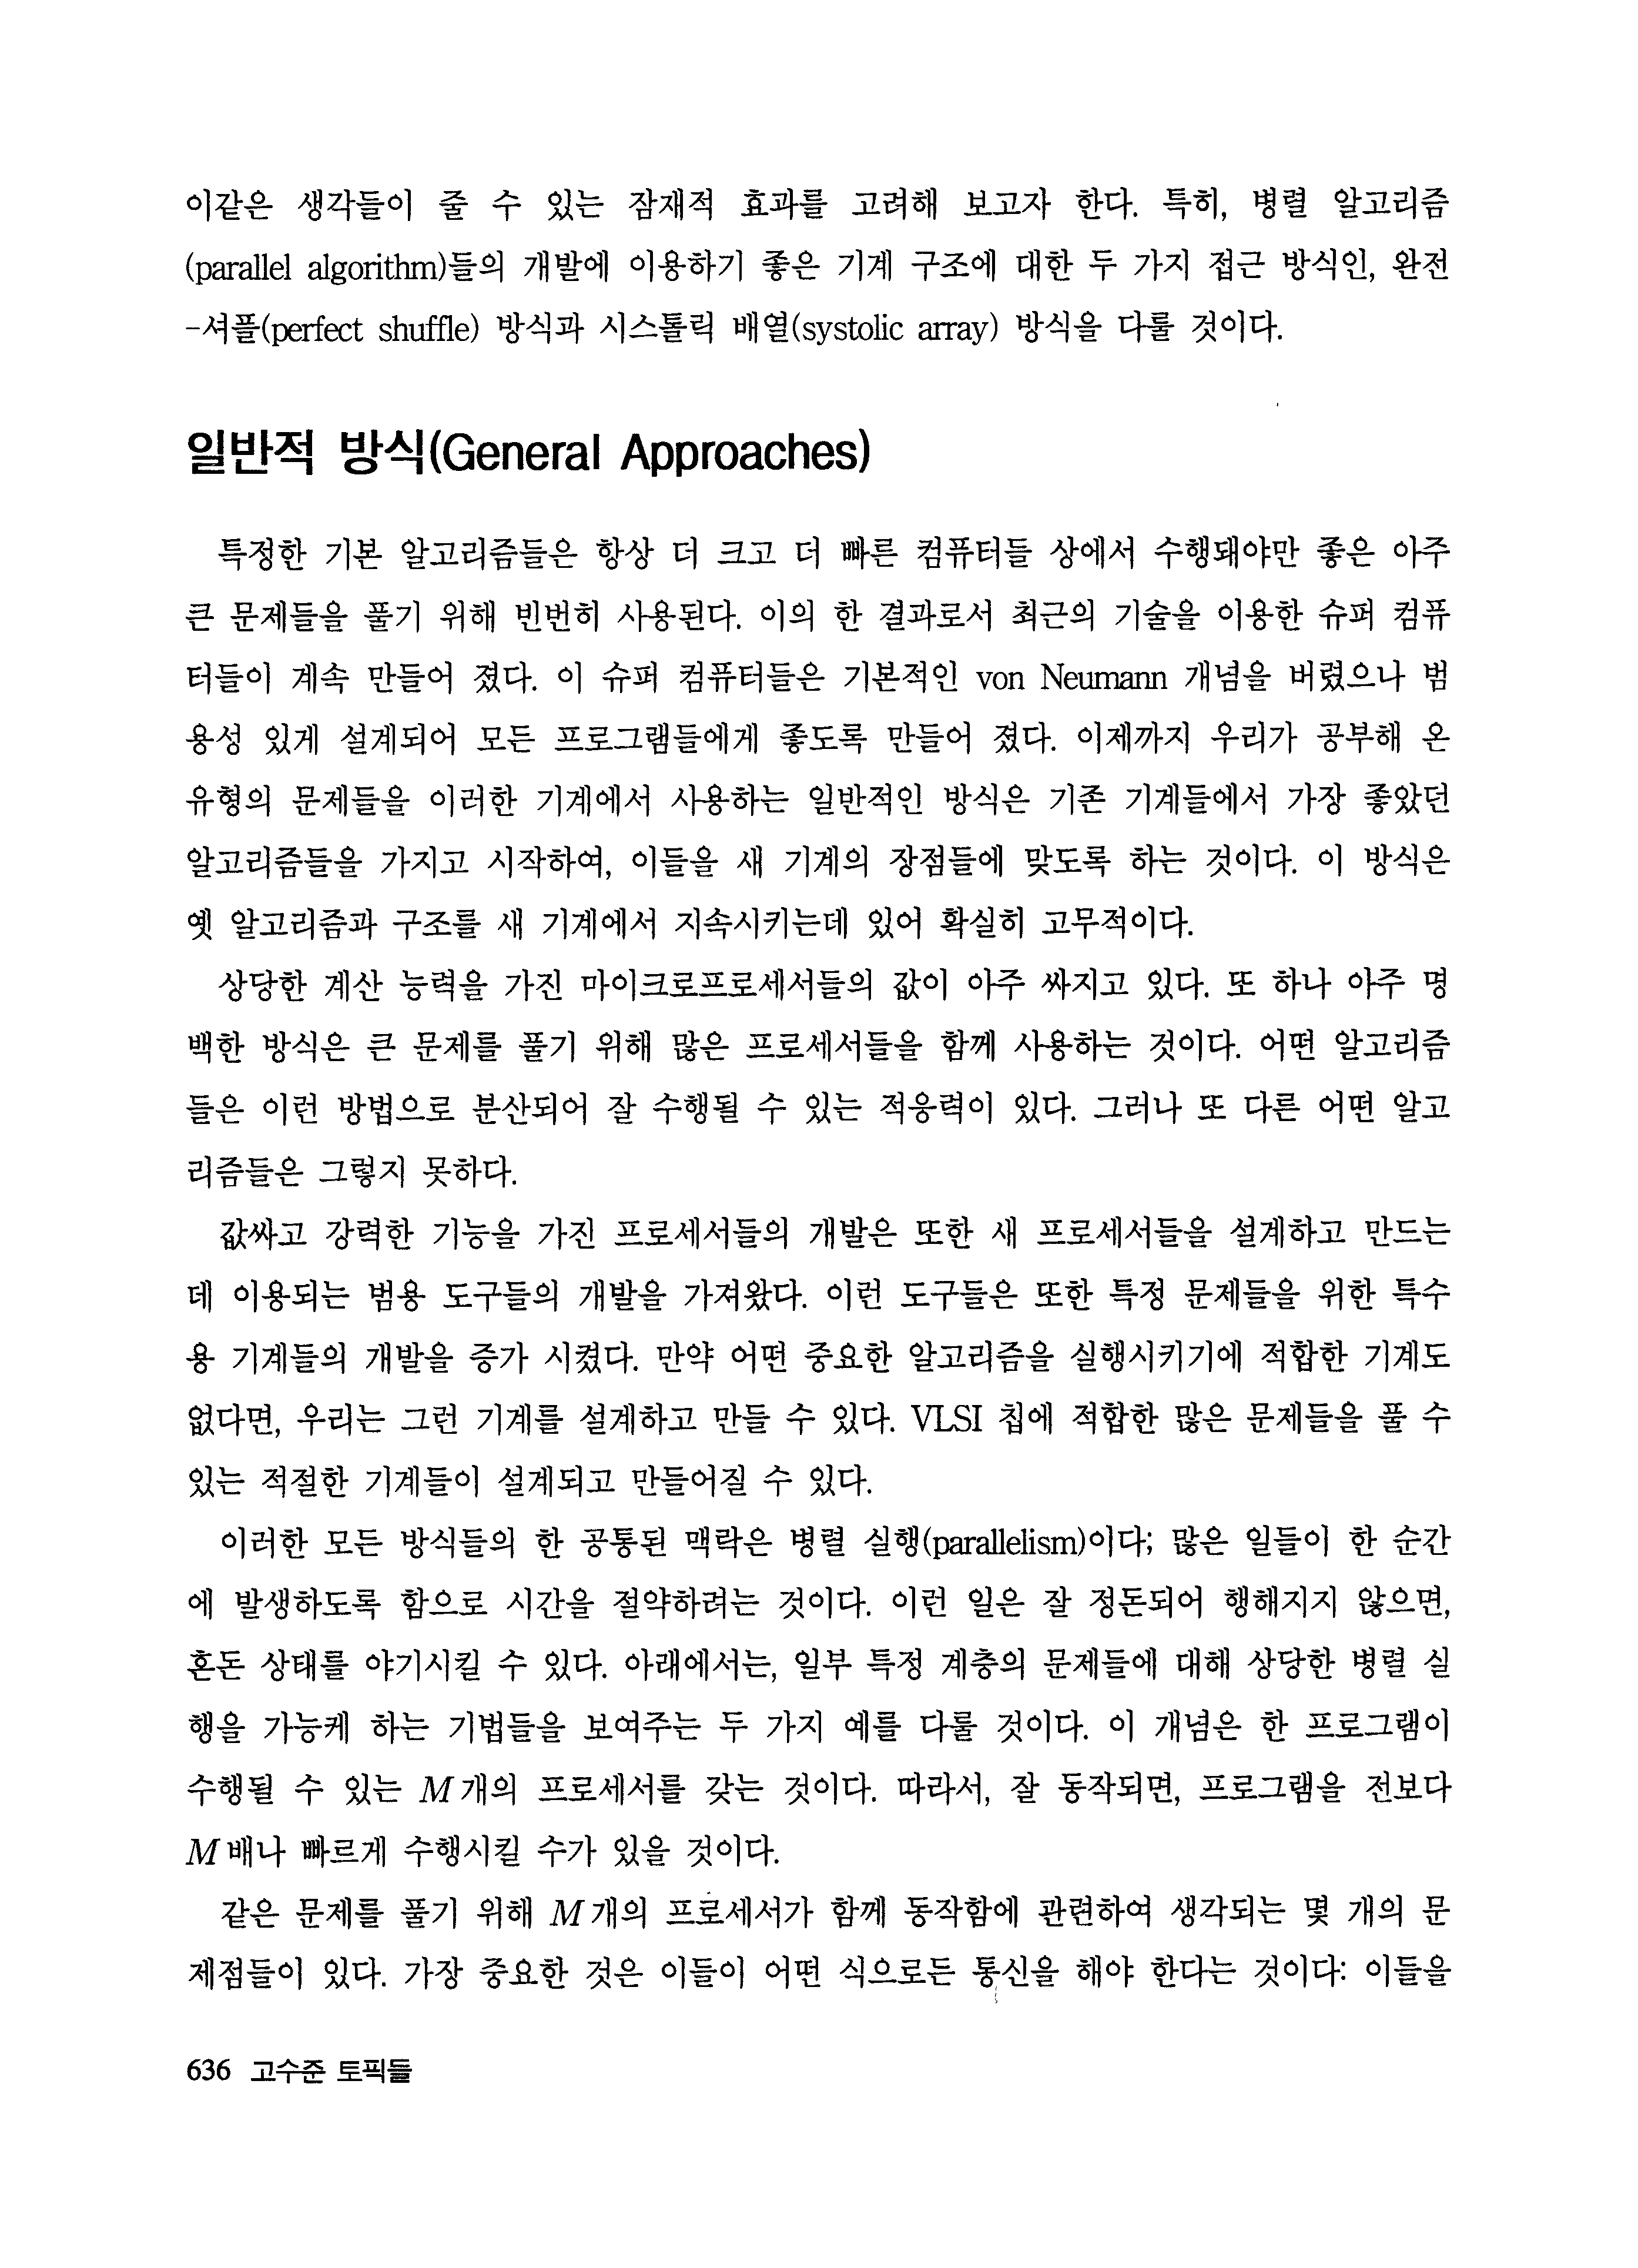 이같은 생각들이 줄 수 있는 잠재적 효과를 고려해 보고자 한다. 특히, 병렬 알고리즘
(parallel algorithm)들의 개발에 이용하기 좋은 기계 구조에 대한 두 가지 접근 방식인, 완전
-셔플(perfect shuffle) 방식과 시스톨릭 배열(systolic array) 방식을 다룰 것이다.
일반적 방식(General Approaches)
특정한 기본 알고리즘들은 항상 더 크고 더 빠른 컴퓨터들 상에서 수행돼야만 좋은 아주
큰 문제들을 풀기 위해 빈번히 사용된다. 이의 한 결과로서 최근의 기술을 이용한 슈퍼 컴퓨
터들이 계속 만들어 졌다. 이 슈퍼 컴퓨터들은 기본적인 von Neumann 개념을 버렸으나 범
용성 있게 설계되어 모든 프로그램들에게 좋도록 만들어 졌다. 이제까지 우리가 공부해 온
유형의 문제들을 이러한 기계에서 사용하는 일반적인 방식은 기존 기계들에서 가장 좋았던
알고리즘들을 가지고 시작하여, 이들을 새 기계의 장점들에 맞도록 하는 것이다. 이 방식은
옛 알고리즘과 구조를 새 기계에서 지속시키는데 있어 확실히 고무적이다.
상당한 계산 능력을 가진 마이크로프로세서들의 값이 아주 싸지고 있다. 또 하나 아주 명
백한 방식은 큰 문제를 풀기 위해 많은 프로세서들을 함께 사용하는 것이다. 어떤 알고리즘
들은 이런 방법으로 분산되어 잘 수행될 수 있는 적응력이 있다. 그러나 또 다른 어떤 알고
리즘들은 그렇지 못하다.
값싸고 강력한 기능을 가진 프로세서들의 개발은 또한 새 프로세서들을 설계하고 만드는
데 이용되는 범용 도구들의 개발을 가져왔다. 이런 도구들은 또한 특정 문제들을 위한 특수
용 기계들의 개발을 증가 시켰다. 만약 어떤 중요한 알고리즘을 실행시키기에 적합한 기계도
없다면, 우리는 그런 기계를 설계하고 만들 수 있다. VLSI 칩에 적합한 많은 문제들을 풀 수
있는 적절한 기계들이 설계되고 만들어질 수 있다.
이러한 모든 방식들의 한 공통된 맥락은 병렬 실행(parallelism)이다; 많은 일들이 한 순간
에 발생하도록 함으로 시간을 절약하려는 것이다. 이런 일은 잘 정돈되어 행해지지 않으면,
혼돈 상태를 야기시킬 수 있다. 아래에서는, 일부 특정 계층의 문제들에 대해 상당한 병렬 실
행을 가능케 하는 기법들을 보여주는 두 가지 예를 다룰 것이다. 이 개념은 한 프로그램이
수행될 수 있는 M개의 프로세서를 갖는 것이다. 따라서, 잘 동작되면, 프로그램을 전보다
M배나 빠르게 수행시킬 수가 있을 것이다.
같은 문제를 풀기 위해 M개의 프로세서가 함께 동작함에 관련하여 생각되는 몇 개의 문
제점들이 있다. 가장 중요한 것은 이들이 어떤 식으로든 통신을 해야 한다는 것이다: 이들을
636 고수준 토픽들